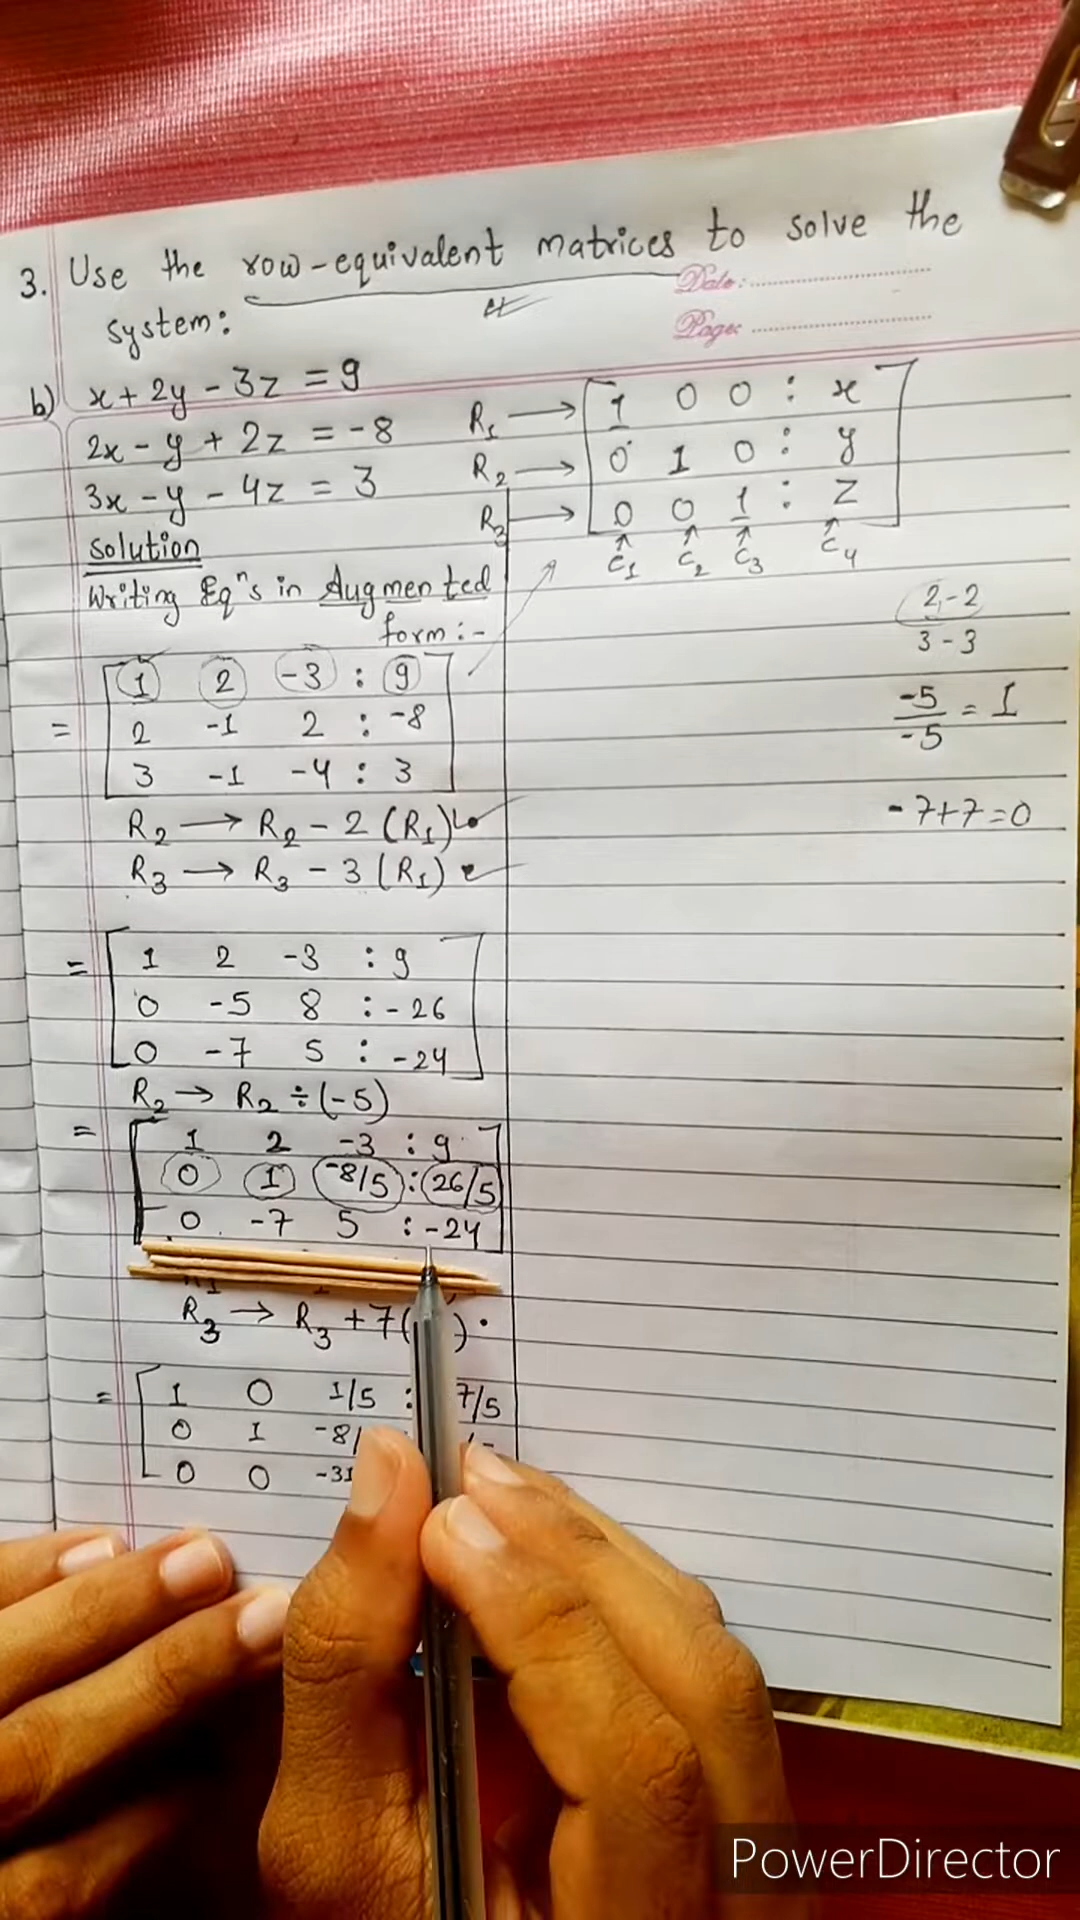 3. Use the row-equivalent matrices to solve the
system:
Date:
Page:
b) x + 2y - 3z = 9
2x - y + 2z = -8
3x - y - 4z = 3
R₁ → [ 1 0 0 : x ]
R₂ → 0 1 0 : y
R₃ → 0 0 1 : z
C₁ C₂ C₃ C₄
Solution
Writing Eqⁿ's in Augmented
form :-
1 2 -3 : 9
= 2 -1 2 : -8
3 -1 -4 : 3
R₂ → R₂ - 2 (R₁)
R₃ → R₃ - 3 (R₁)
2 - 2
3 - 3
-5/-5 = 1
-7+7=0
= 1 2 -3 : 9
0 -5 8 : -26
0 -7 5 : -24
R₂ → R₂ ÷ (-5)
= 1 2 -3 : 9
0 1 -8/5 : 26/5
0 -7 5 : -24
R₃ → R₃ + 7( ) .
= 1 0 1/5 : 7/5
0 1 -8/
0 0 -31
PowerDirector